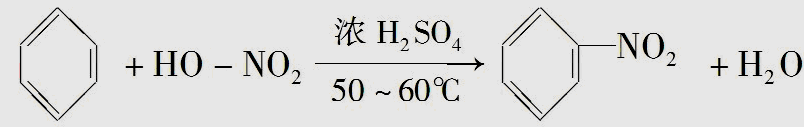 + HO – NO₂ 浓 H₂SO₄ 50 ~ 60℃ —NO₂ + H₂O